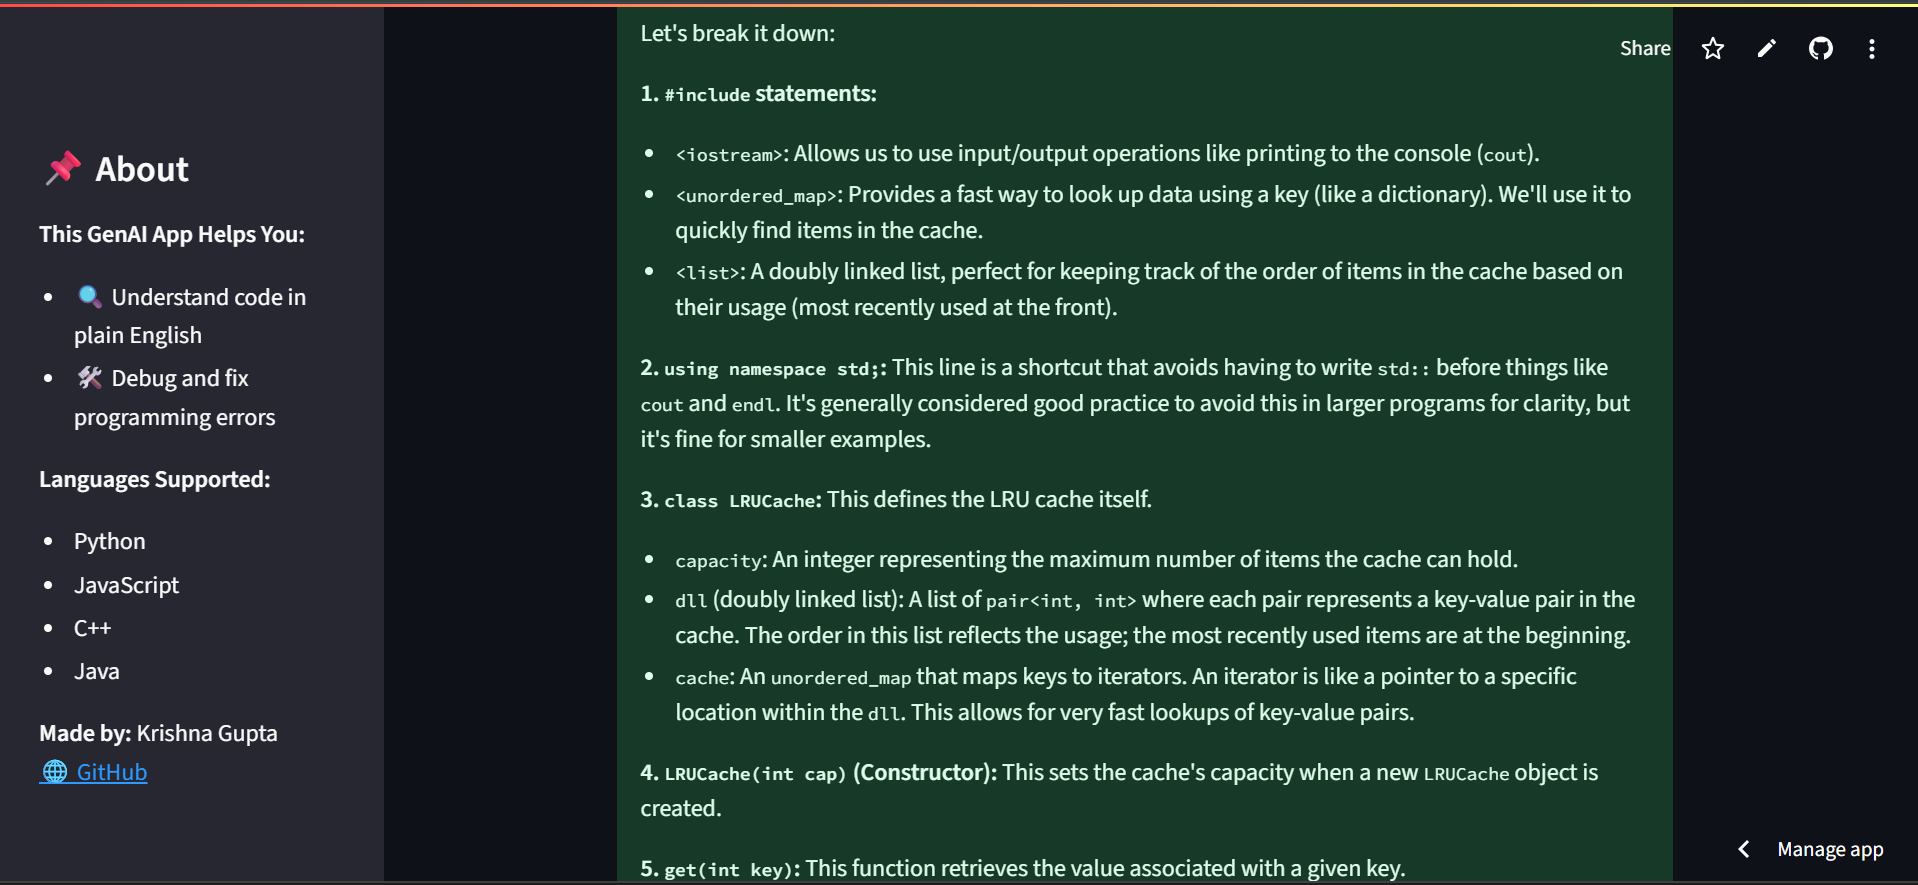 Share
📌 About
This GenAI App Helps You:
• 🔍 Understand code in
plain English
• 🛠 Debug and fix
programming errors
Languages Supported:
• Python
• JavaScript
• C++
• Java
Made by: Krishna Gupta
🌐 GitHub
Let's break it down:
1. #include statements:
• <iostream>: Allows us to use input/output operations like printing to the console (cout).
• <unordered_map>: Provides a fast way to look up data using a key (like a dictionary). We'll use it to
quickly find items in the cache.
• <list>: A doubly linked list, perfect for keeping track of the order of items in the cache based on
their usage (most recently used at the front).
2. using namespace std;: This line is a shortcut that avoids having to write std:: before things like
cout and endl. It's generally considered good practice to avoid this in larger programs for clarity, but
it's fine for smaller examples.
3. class LRUCache: This defines the LRU cache itself.
• capacity: An integer representing the maximum number of items the cache can hold.
• dll (doubly linked list): A list of pair<int, int> where each pair represents a key-value pair in the
cache. The order in this list reflects the usage; the most recently used items are at the beginning.
• cache: An unordered_map that maps keys to iterators. An iterator is like a pointer to a specific
location within the dll. This allows for very fast lookups of key-value pairs.
4. LRUCache(int cap) (Constructor): This sets the cache's capacity when a new LRUCache object is
created.
5. get(int key): This function retrieves the value associated with a given key.
Manage app